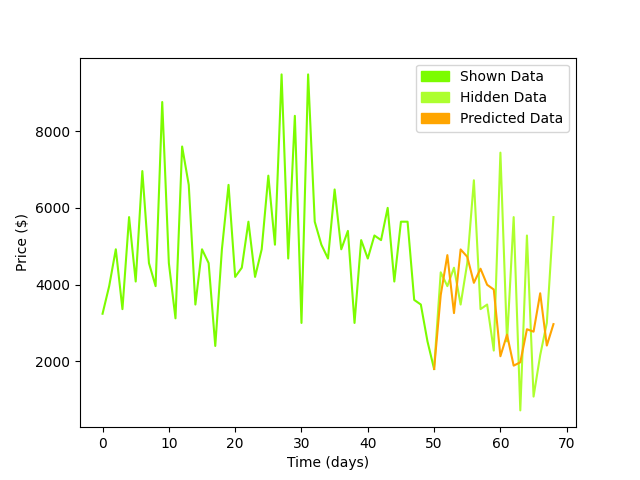 Shown Data
Hidden Data
Predicted Data
8000
6000
4000
2000
Price ($)
0 10 20 30 40 50 60 70
Time (days)